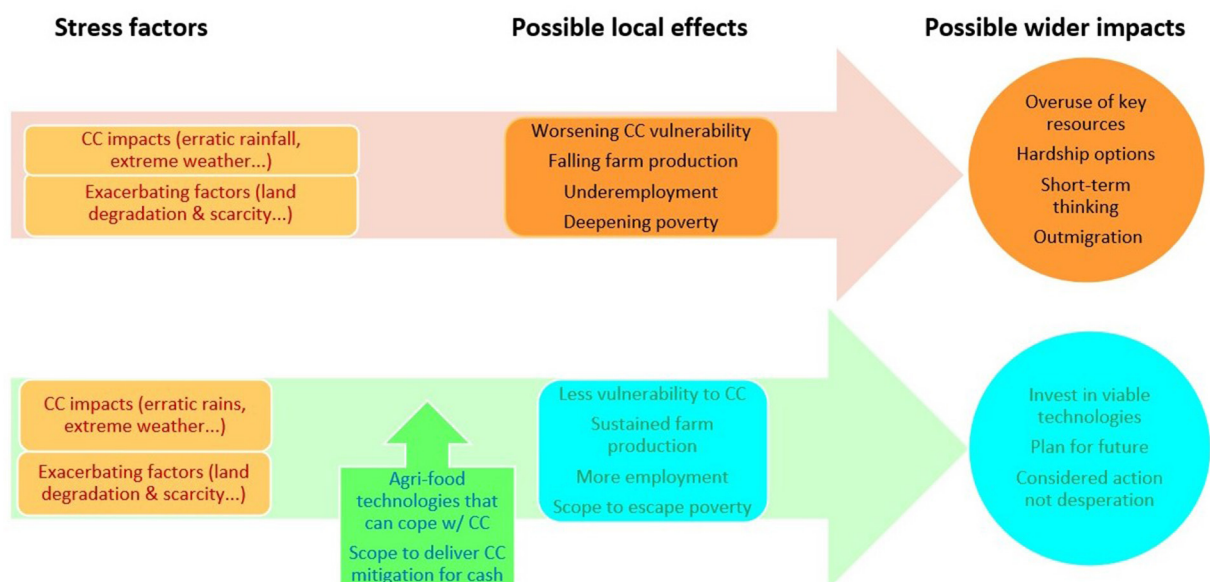 Stress factors
Possible local effects
Possible wider impacts
CC impacts (erratic rainfall,
extreme weather...)
Exacerbating factors (land
degradation & scarcity...)
Worsening CC vulnerability
Falling farm production
Underemployment
Deepening poverty
Overuse of key
resources
Hardship options
Short-term
thinking
Outmigration
CC impacts (erratic rains,
extreme weather...)
Exacerbating factors (land
degradation & scarcity...)
Agri-food
technologies that
can cope w/ CC
Scope to deliver CC
mitigation for cash
Less vulnerability to CC
Sustained farm
production
More employment
Scope to escape poverty
Invest in viable
technologies
Plan for future
Considered action
not desperation